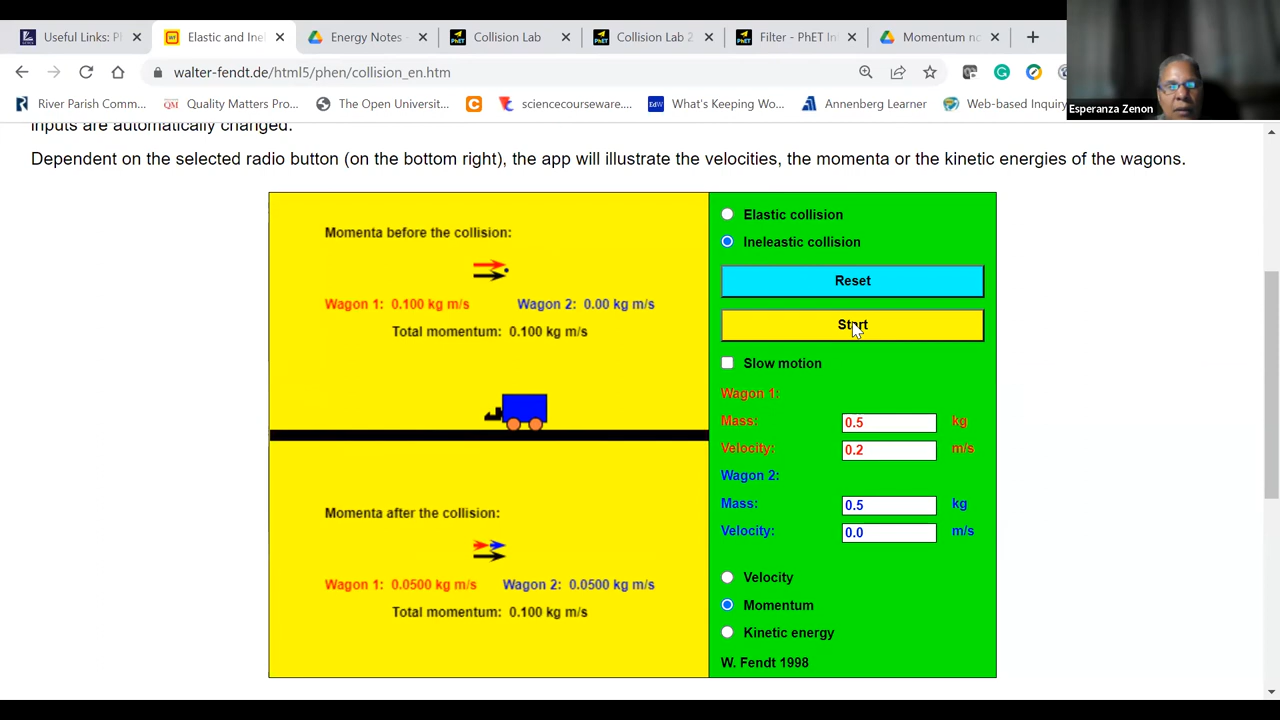 Useful Links: Pl
Elastic and Inel
Energy Notes -
Collision Lab
Collision Lab 2
Filter - PhET In
Momentum no
walter-fendt.de/html5/phen/collision_en.htm
Esperanza Zenon
River Parish Comm...
QM
Quality Matters Pro...
The Open Universit...
sciencecourseware....
EdW
What's Keeping Wo...
Annenberg Learner
Web-based Inquiry
inputs are automatically changed.
Dependent on the selected radio button (on the bottom right), the app will illustrate the velocities, the momenta or the kinetic energies of the wagons.
Momenta before the collision:
Wagon 1: 0.100 kg m/s
Wagon 2: 0.00 kg m/s
Total momentum: 0.100 kg m/s
Momenta after the collision:
Wagon 1: 0.0500 kg m/s
Wagon 2: 0.0500 kg m/s
Total momentum: 0.100 kg m/s
Elastic collision
Ineleastic collision
Reset
Start
Slow motion
Wagon 1:
Mass: 0.5 kg
Velocity: 0.2 m/s
Wagon 2:
Mass: 0.5 kg
Velocity: 0.0 m/s
Velocity
Momentum
Kinetic energy
W. Fendt 1998